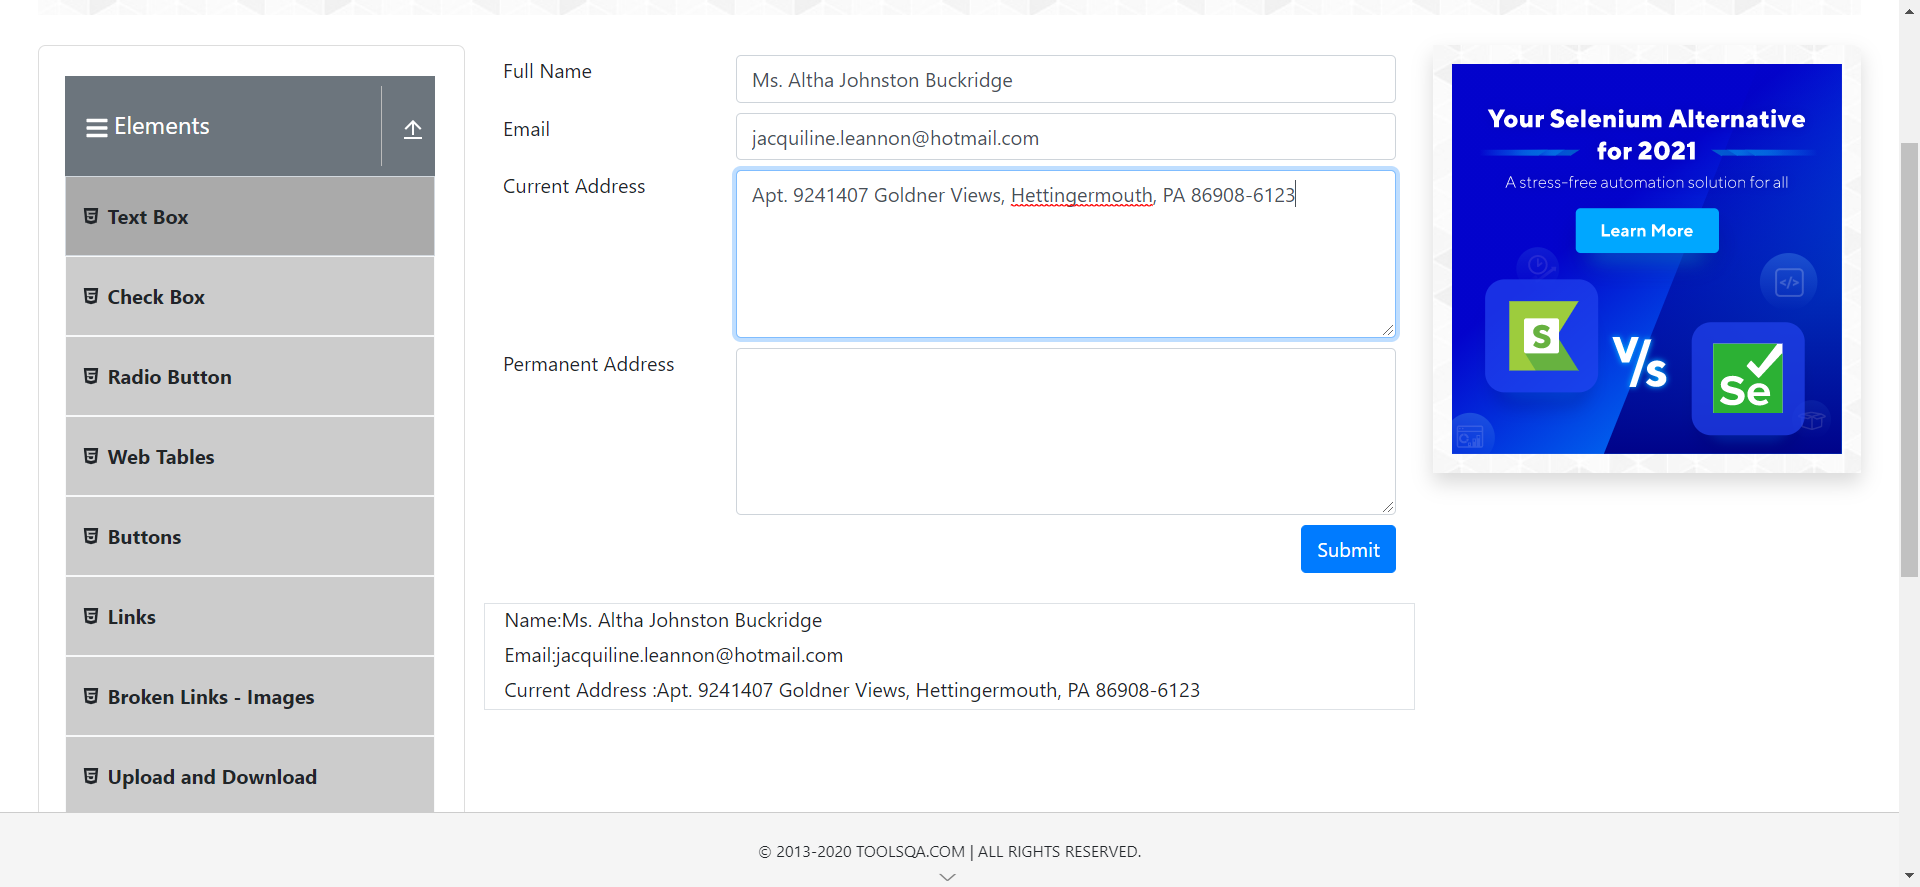 Elements
Text Box
Check Box
Radio Button
Web Tables
Buttons
Links
Broken Links - Images
Upload and Download
Full Name
Ms. Altha Johnston Buckridge
Email
jacquiline.leannon@hotmail.com
Current Address
Apt. 9241407 Goldner Views, Hettingermouth, PA 86908-6123
Permanent Address
Submit
Name:Ms. Altha Johnston Buckridge
Email:jacquiline.leannon@hotmail.com
Current Address :Apt. 9241407 Goldner Views, Hettingermouth, PA 86908-6123
Your Selenium Alternative
for 2021
A stress-free automation solution for all
Learn More
S
V/s
Se
</>
© 2013-2020 TOOLSQA.COM | ALL RIGHTS RESERVED.